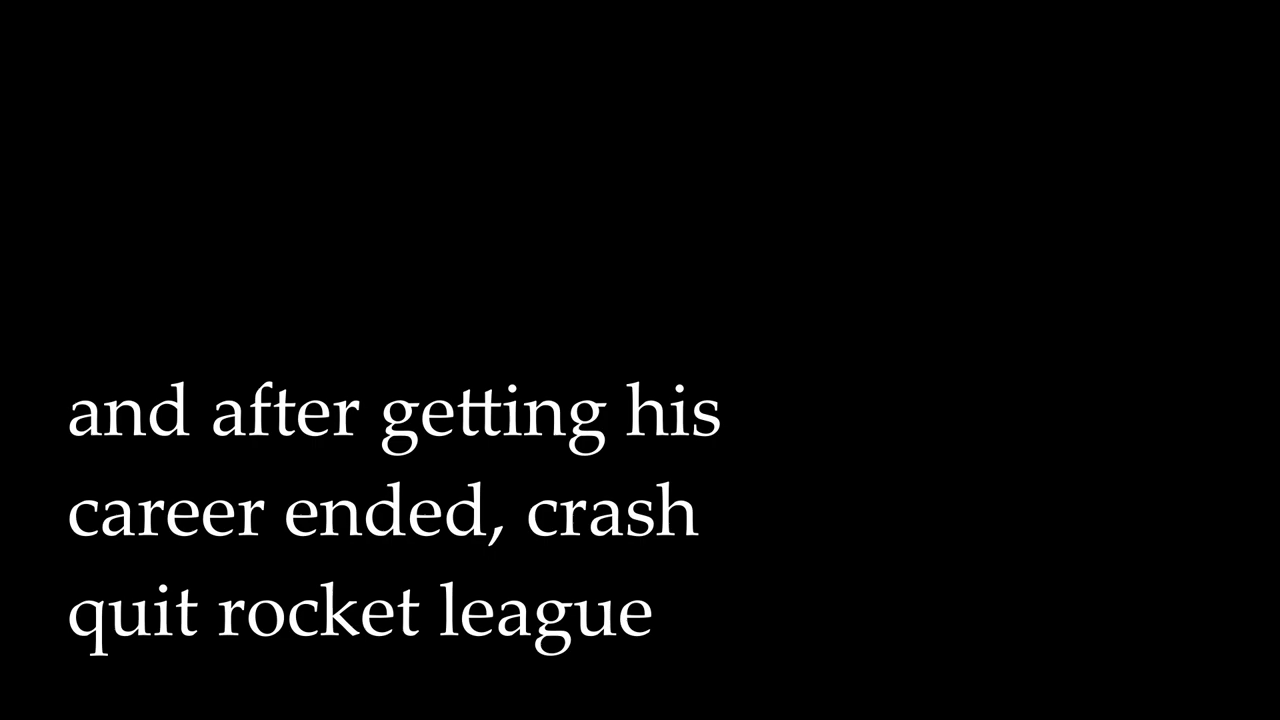 and after getting his
career ended, crash
quit rocket league